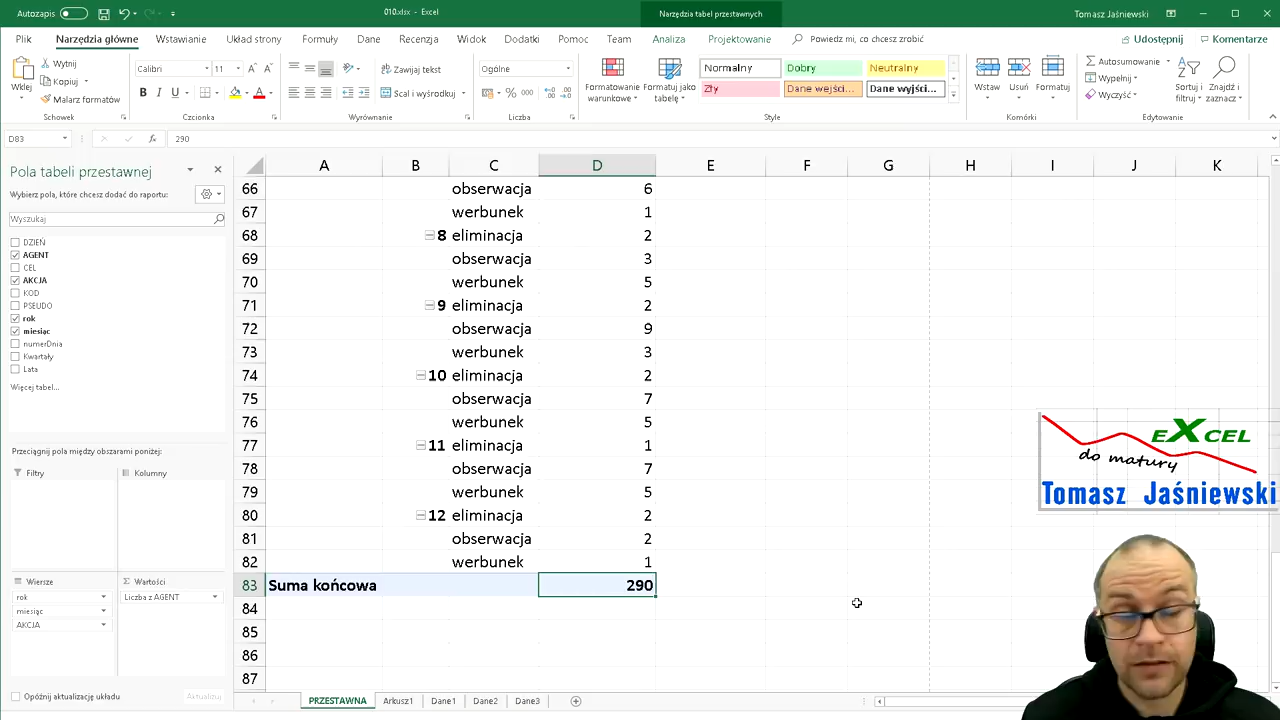 Autozapis
010.xlsx - Excel
Narzędzia tabel przestawnych
Tomasz Jaśniewski
Plik Narzędzia główne Wstawianie Układ strony Formuły Dane Recenzja Widok Dodatki Pomoc Team Analiza Projektowanie Powiedz mi, co chcesz zrobić Udostępnij Komentarze
Wklej
Wytnij
Kopiuj
Malarz formatów
Schowek
Calibri 11
B I U
Czcionka
Zawijaj tekst
Scal i wyśrodkuj
Wyrównanie
Ogólne
% 000
Liczba
Formatowanie warunkowe
Formatuj jako tabelę
Normalny Dobry Neutralny
Zły Dane wejści... Dane wyjści...
Style
Wstaw Usuń Formatuj
Komórki
Autosumowanie
Wypełnij
Wyczyść
Sortuj i filtruj
Znajdź i zaznacz
Edytowanie
D83 fx 290
Pola tabeli przestawnej
Wybierz pola, które chcesz dodać do raportu:
Wyszukaj
DZIEŃ
AGENT
CEL
AKCJA
KOD
PSEUDO
rok
miesiąc
numerDnia
Kwartały
Lata
Więcej tabel...
Przeciągnij pola między obszarami poniżej:
Filtry Kolumny
Wiersze Wartości
rok Liczba z AGENT
miesiąc
AKCJA
Opóźnij aktualizację układu Aktualizuj
A B C D E F G H I J K
66 obserwacja 6
67 werbunek 1
68 8 eliminacja 2
69 obserwacja 3
70 werbunek 5
71 9 eliminacja 2
72 obserwacja 9
73 werbunek 3
74 10 eliminacja 2
75 obserwacja 7
76 werbunek 5
77 11 eliminacja 1
78 obserwacja 7
79 werbunek 5
80 12 eliminacja 2
81 obserwacja 2
82 werbunek 1
83 Suma końcowa 290
84
85
86
87
EXCEL
do matury
Tomasz Jaśniewski
PRZESTAWNA Arkusz1 Dane1 Dane2 Dane3